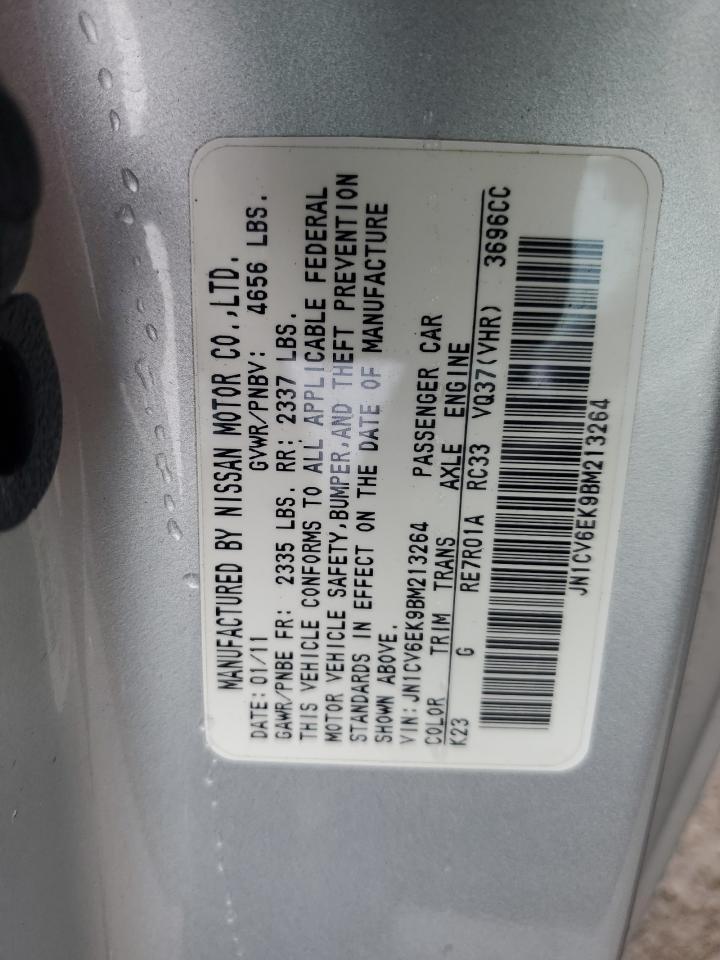 MANUFACTURED BY NISSAN MOTOR CO.,LTD.
DATE: 01/11 GVWR/PNBV: 4656 LBS.
GAWR/PNBE FR: 2335 LBS. RR: 2337 LBS.
THIS VEHICLE CONFORMS TO ALL APPLICABLE FEDERAL
MOTOR VEHICLE SAFETY,BUMPER,AND THEFT PREVENTION
STANDARDS IN EFFECT ON THE DATE OF MANUFACTURE
SHOWN ABOVE.
VIN:JN1CV6EK9BM213264 PASSENGER CAR
COLOR TRIM TRANS AXLE ENGINE
K23 G RE7R01A RC33 VQ37(VHR) 3696CC
JN1CV6EK9BM213264